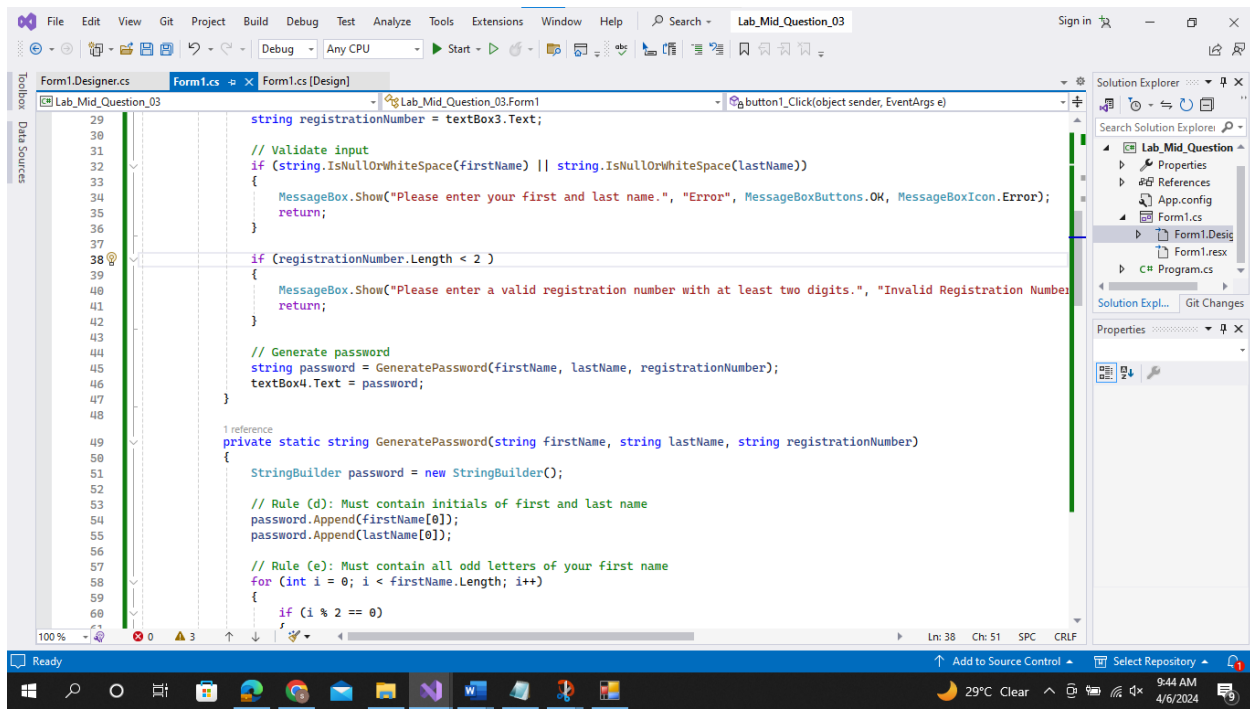 File Edit View Git Project Build Debug Test Analyze Tools Extensions Window Help Search Lab_Mid_Question_03 Sign in
Debug Any CPU Start
Form1.Designer.cs Form1.cs Form1.cs [Design]
Lab_Mid_Question_03 Lab_Mid_Question_03.Form1 button1_Click(object sender, EventArgs e)
Toolbox
Data Sources
29 string registrationNumber = textBox3.Text;
30
31 // Validate input
32 if (string.IsNullOrWhiteSpace(firstName) || string.IsNullOrWhiteSpace(lastName))
33 {
34 MessageBox.Show("Please enter your first and last name.", "Error", MessageBoxButtons.OK, MessageBoxIcon.Error);
35 return;
36 }
37
38 if (registrationNumber.Length < 2 )
39 {
40 MessageBox.Show("Please enter a valid registration number with at least two digits.", "Invalid Registration Number
41 return;
42 }
43
44 // Generate password
45 string password = GeneratePassword(firstName, lastName, registrationNumber);
46 textBox4.Text = password;
47 }
48
1 reference
49 private static string GeneratePassword(string firstName, string lastName, string registrationNumber)
50 {
51 StringBuilder password = new StringBuilder();
52
53 // Rule (d): Must contain initials of first and last name
54 password.Append(firstName[0]);
55 password.Append(lastName[0]);
56
57 // Rule (e): Must contain all odd letters of your first name
58 for (int i = 0; i < firstName.Length; i++)
59 {
60 if (i % 2 == 0)
61 {
100 % 0 3 Ln: 38 Ch: 51 SPC CRLF
Solution Explorer
Search Solution Explorer
C# Lab_Mid_Question
Properties
References
App.config
Form1.cs
Form1.Desig
Form1.resx
C# Program.cs
Solution Expl... Git Changes
Properties
Ready Add to Source Control Select Repository 1
29°C Clear 9:44 AM
4/6/2024 9